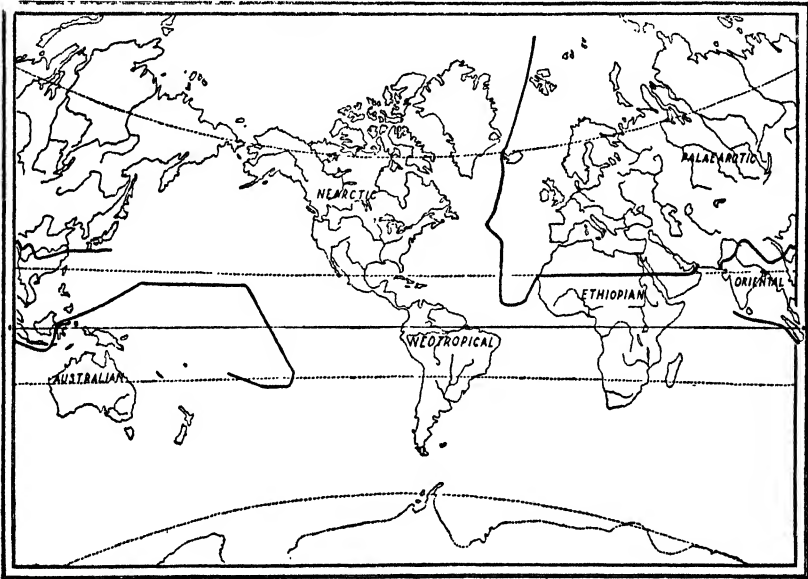 PALAEARCTIC
NEARCTIC
ORIENTAL
ETHIOPIAN
NEOTROPICAL
AUSTRALIAN